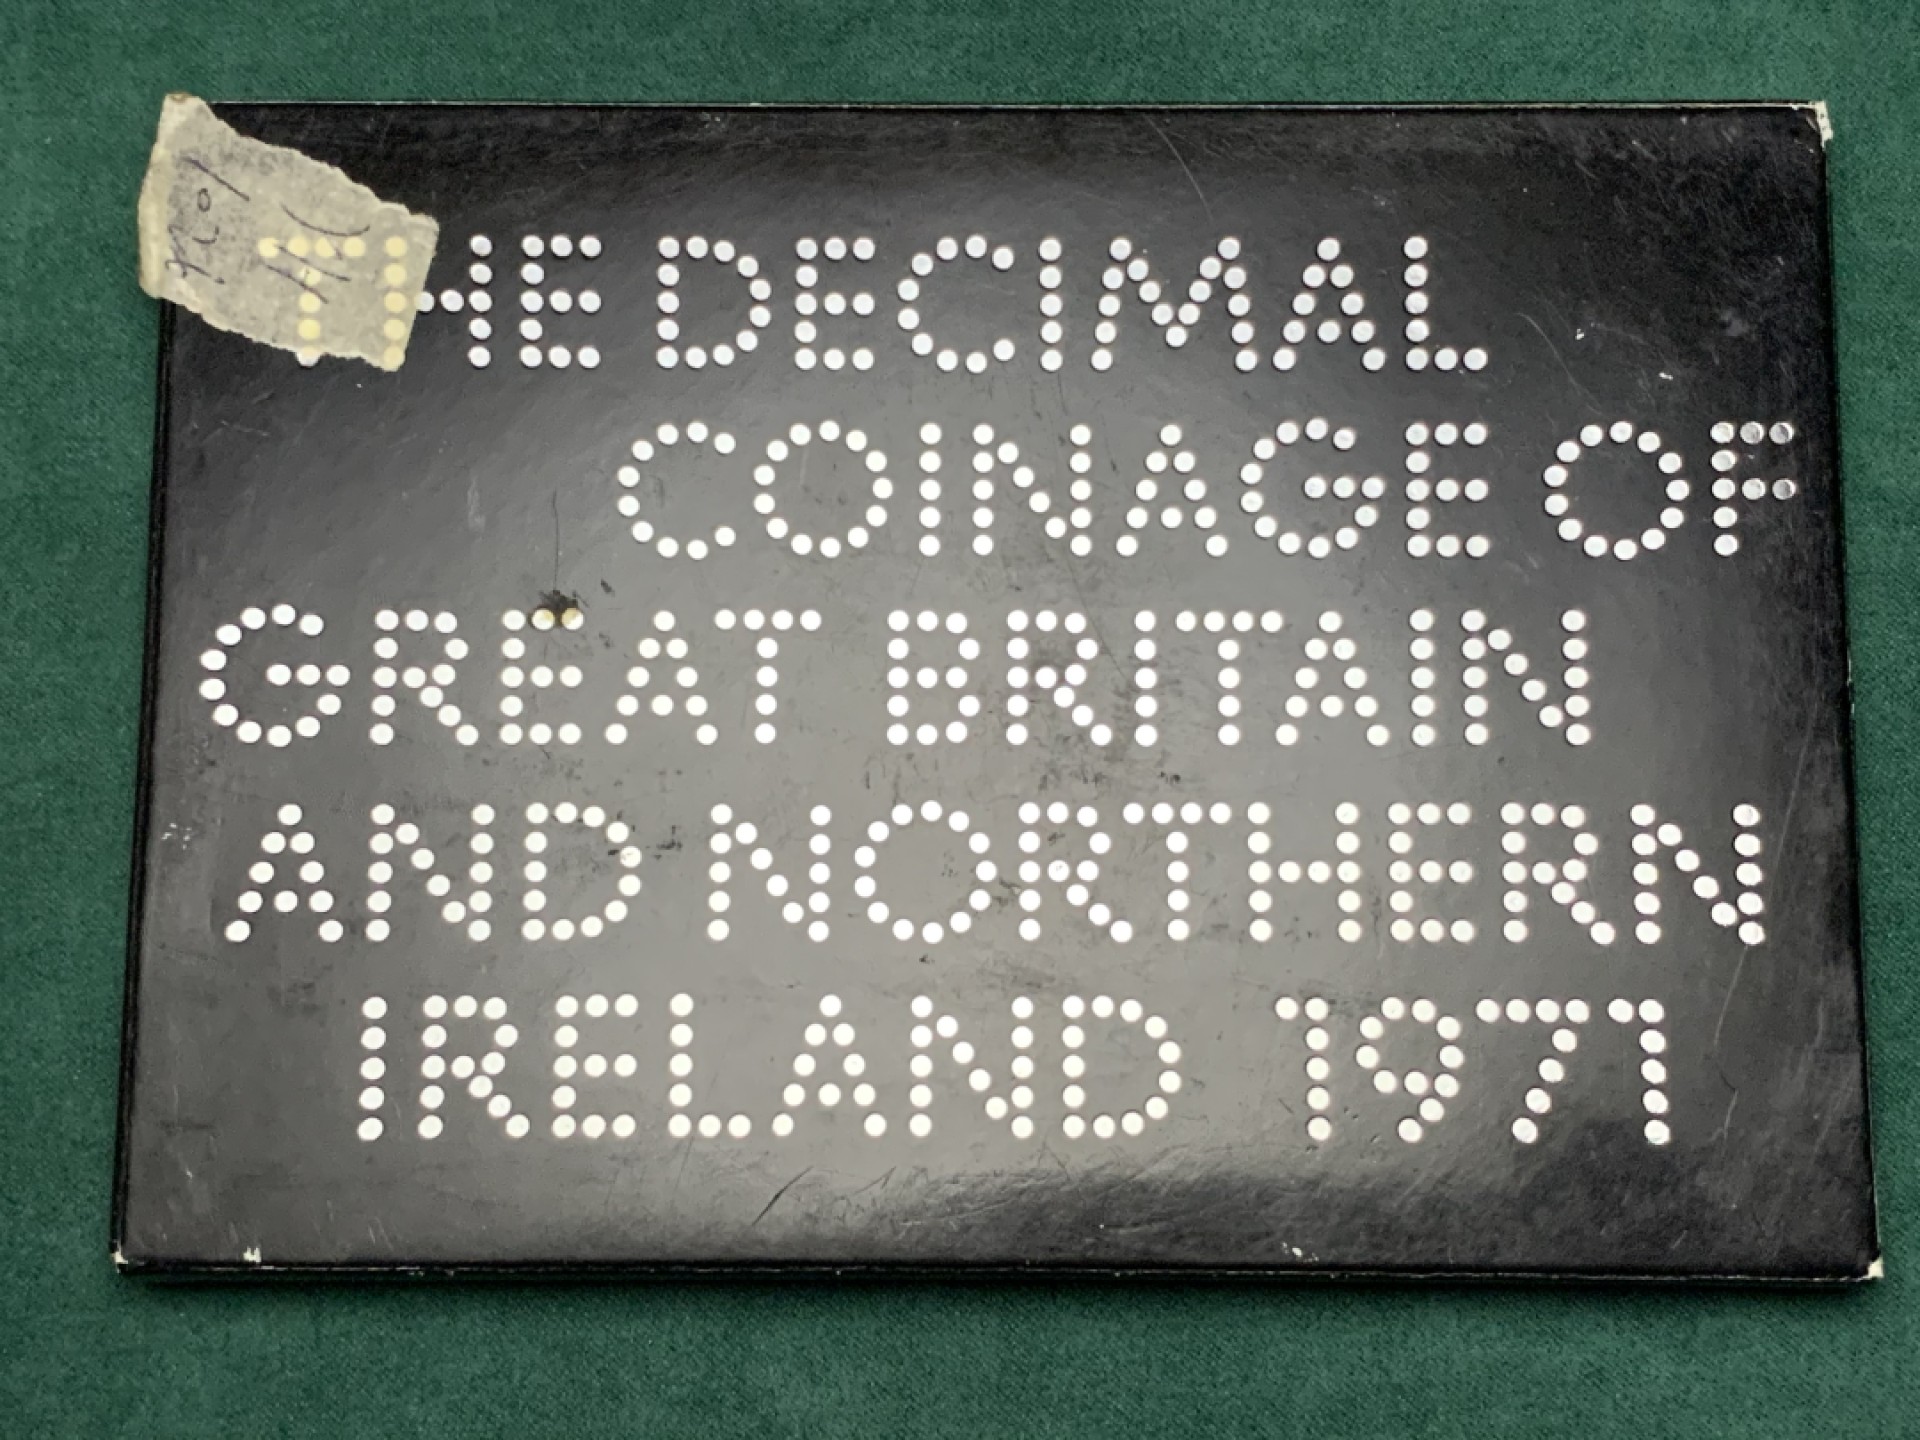 THE DECIMAL
COINAGE OF
GREAT BRITAIN
AND NORTHERN
IRELAND 1971